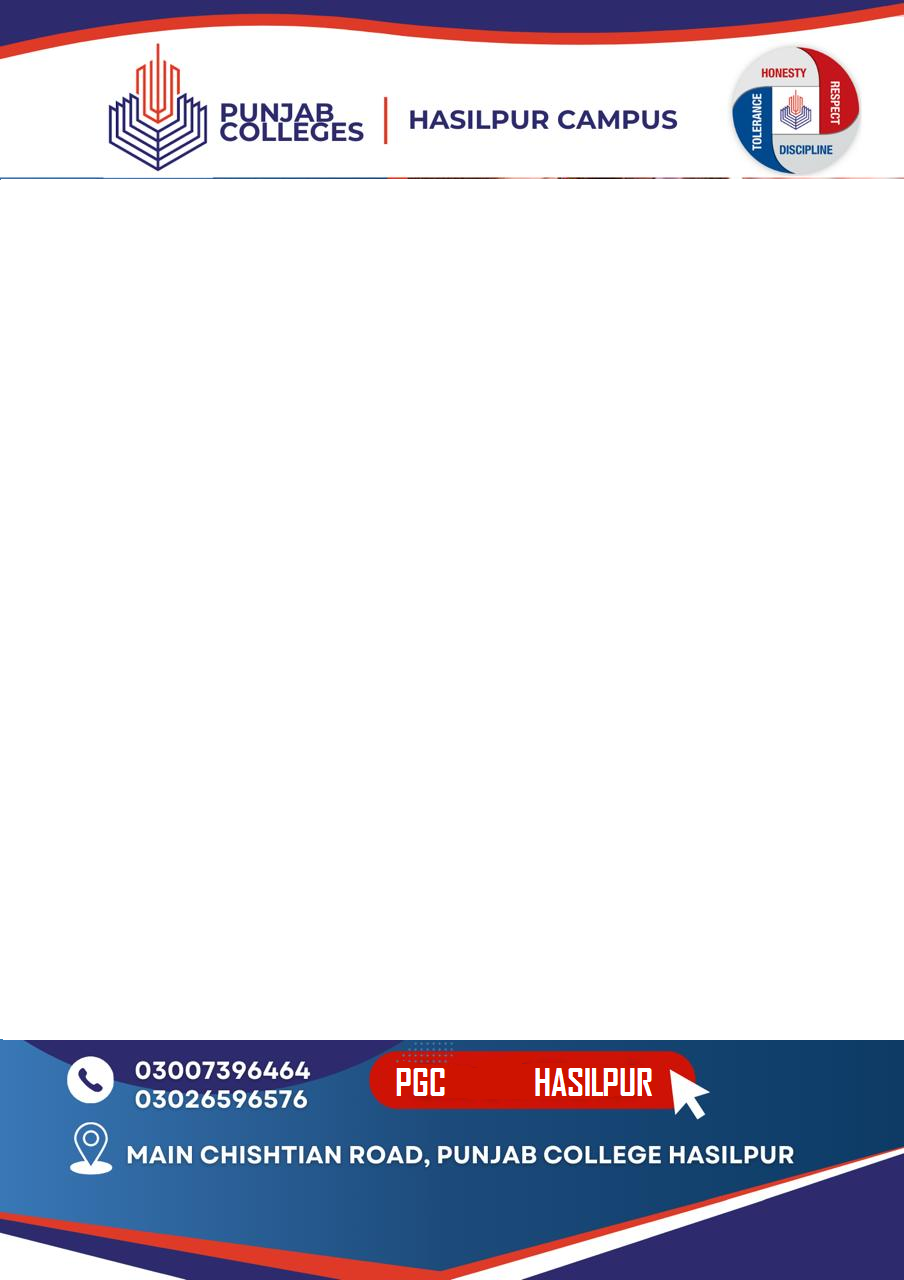 PUNJAB
COLLEGES
HASILPUR CAMPUS
HONESTY
RESPECT
TOLERANCE
DISCIPLINE
03007396464
03026596576
PGC HASILPUR
MAIN CHISHTIAN ROAD, PUNJAB COLLEGE HASILPUR